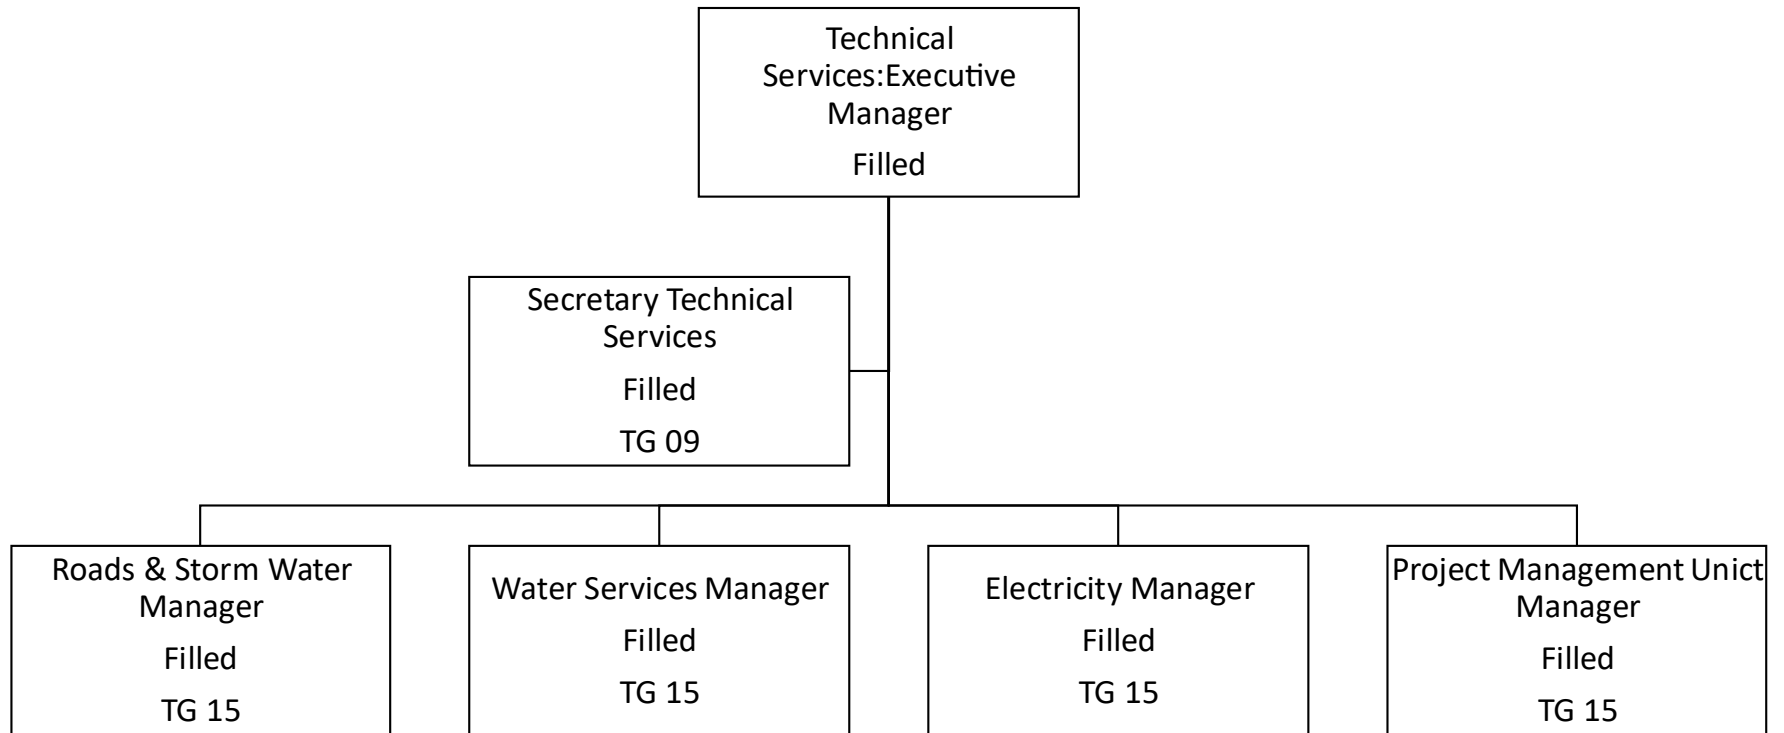 Technical
Services:Executive
Manager
Filled
Secretary Technical
Services
Filled
TG 09
Roads & Storm Water
Manager
Filled
TG 15
Water Services Manager
Filled
TG 15
Electricity Manager
Filled
TG 15
Project Management Unict
Manager
Filled
TG 15